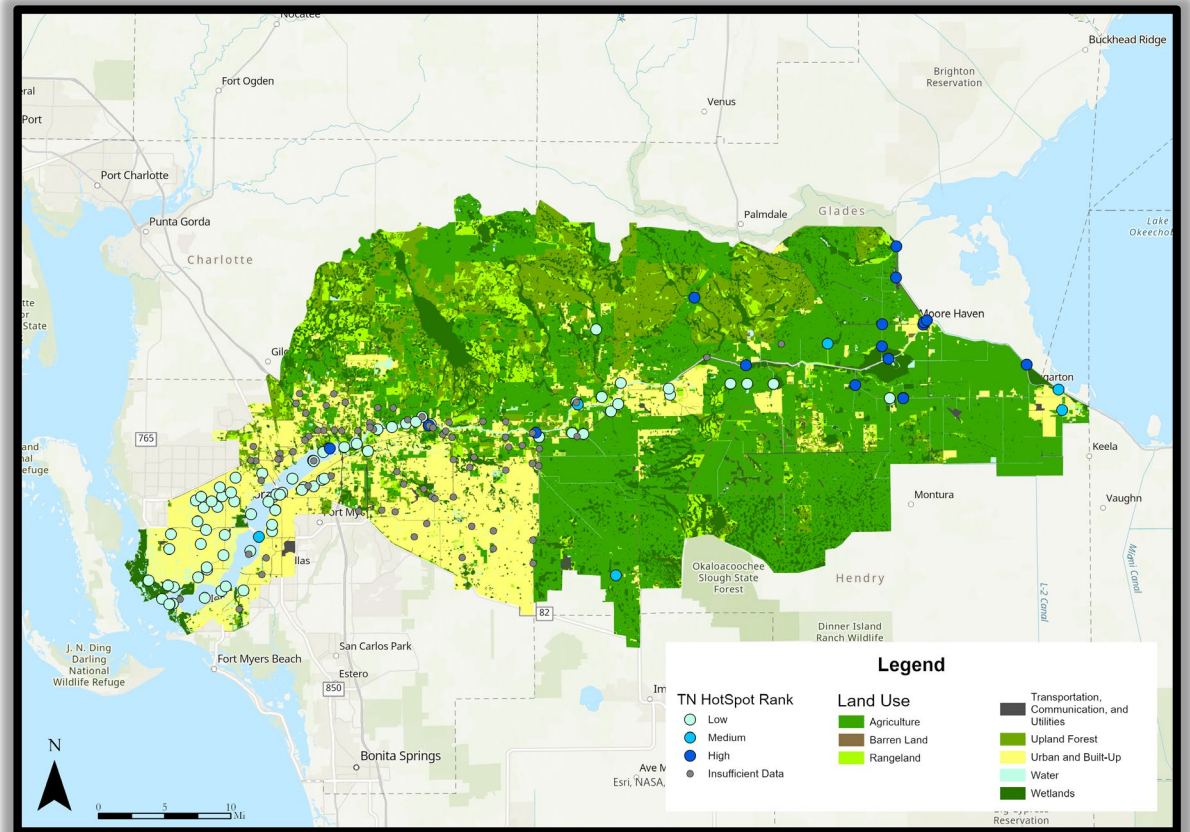 Nocatee
Buckhead Ridge
Fort Ogden
Brighton
Reservation
Venus
Port
Port Charlotte
Punta Gorda
Palmdale
Glades
Lake
Charlotte
State
Moore Haven
765
Keela
Montura
Vaughn
Okaloacoochee
Slough State
Forest
Hendry
Miami Canal
L-2 Canal
82
Dinner Island
Ranch Wildlife
J. N. Ding
Darling
National
Wildlife Refuge
San Carlos Park
Fort Myers Beach
Estero
850
Bonita Springs
Esri, NASA,
Reservation
N
0 5 10
Mi
Legend
TN HotSpot Rank
Low
Medium
High
Insufficient Data
Land Use
Agriculture
Barren Land
Rangeland
Transportation,
Communication, and
Utilities
Upland Forest
Urban and Built-Up
Water
Wetlands